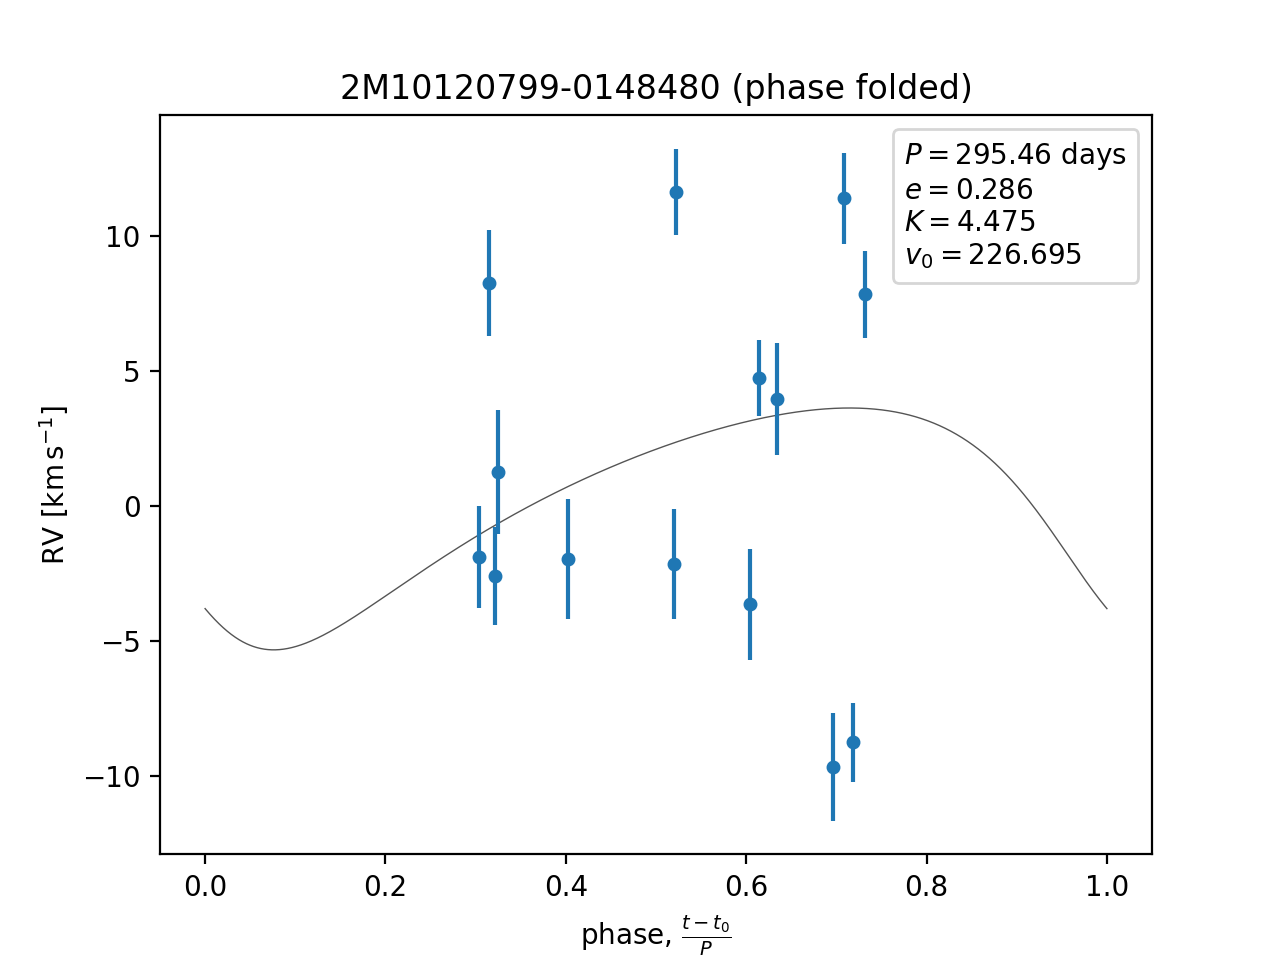 2M10120799-0148480 (phase folded)
P = 295.46 days
e = 0.286
K = 4.475
v₀ = 226.695
10
5
0
−5
−10
RV [km s⁻¹]
0.0 0.2 0.4 0.6 0.8 1.0
phase, (t − t₀)/P